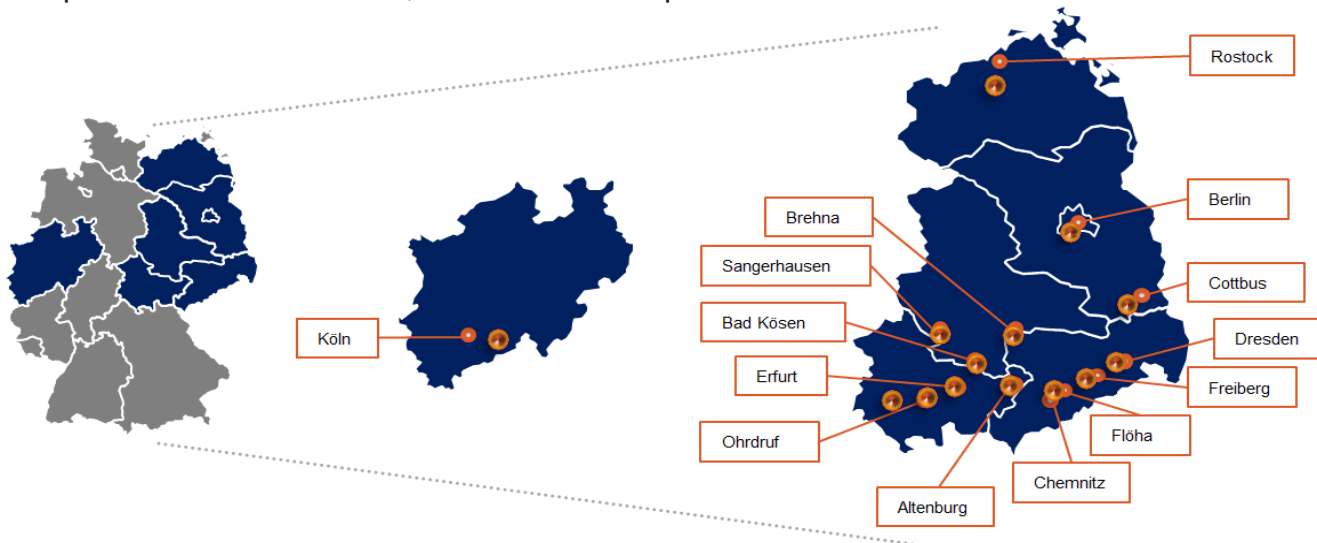 Rostock
Berlin
Brehna
Sangerhausen
Cottbus
Bad Kösen
Köln
Dresden
Erfurt
Freiberg
Ohrdruf
Flöha
Chemnitz
Altenburg